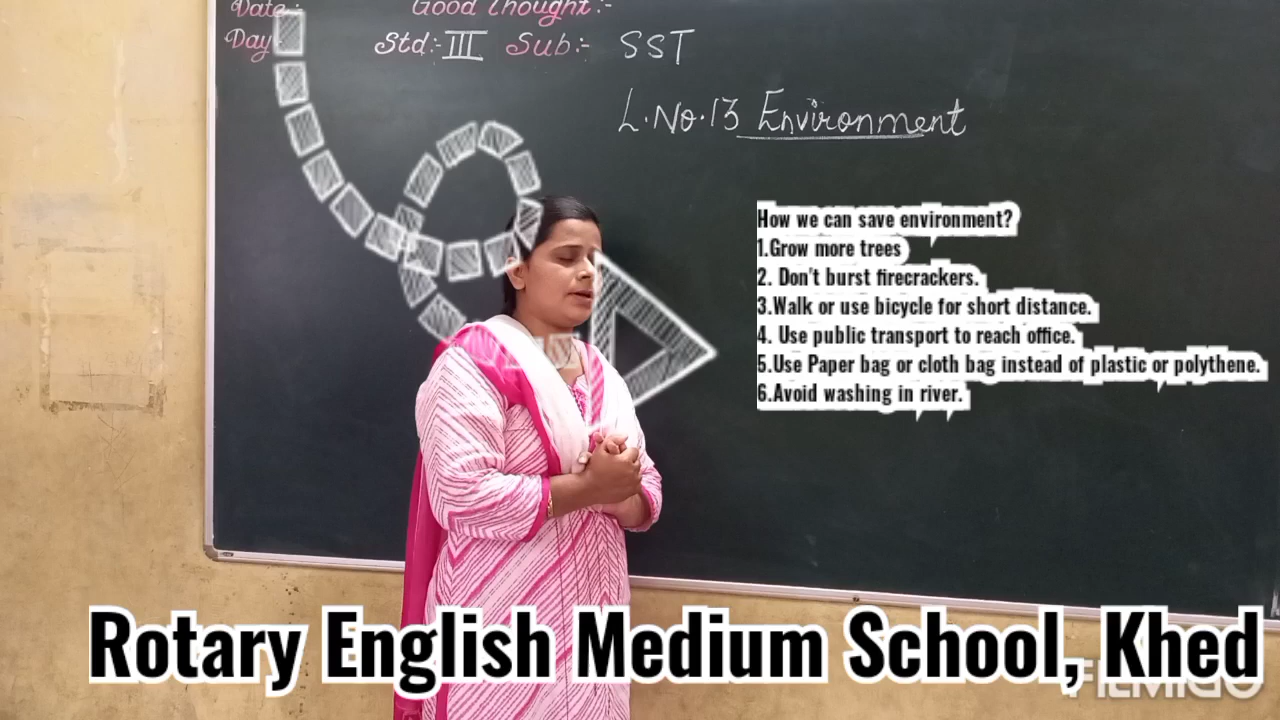 Date:- Good Thought:-
Day:- Std:- III Sub:- SST
L.No.13 Environment
How we can save environment?
1.Grow more trees
2. Don't burst firecrackers.
3.Walk or use bicycle for short distance.
4. Use public transport to reach office.
5.Use Paper bag or cloth bag instead of plastic or polythene.
6.Avoid washing in river.
Rotary English Medium School, Khed
FILMIGO